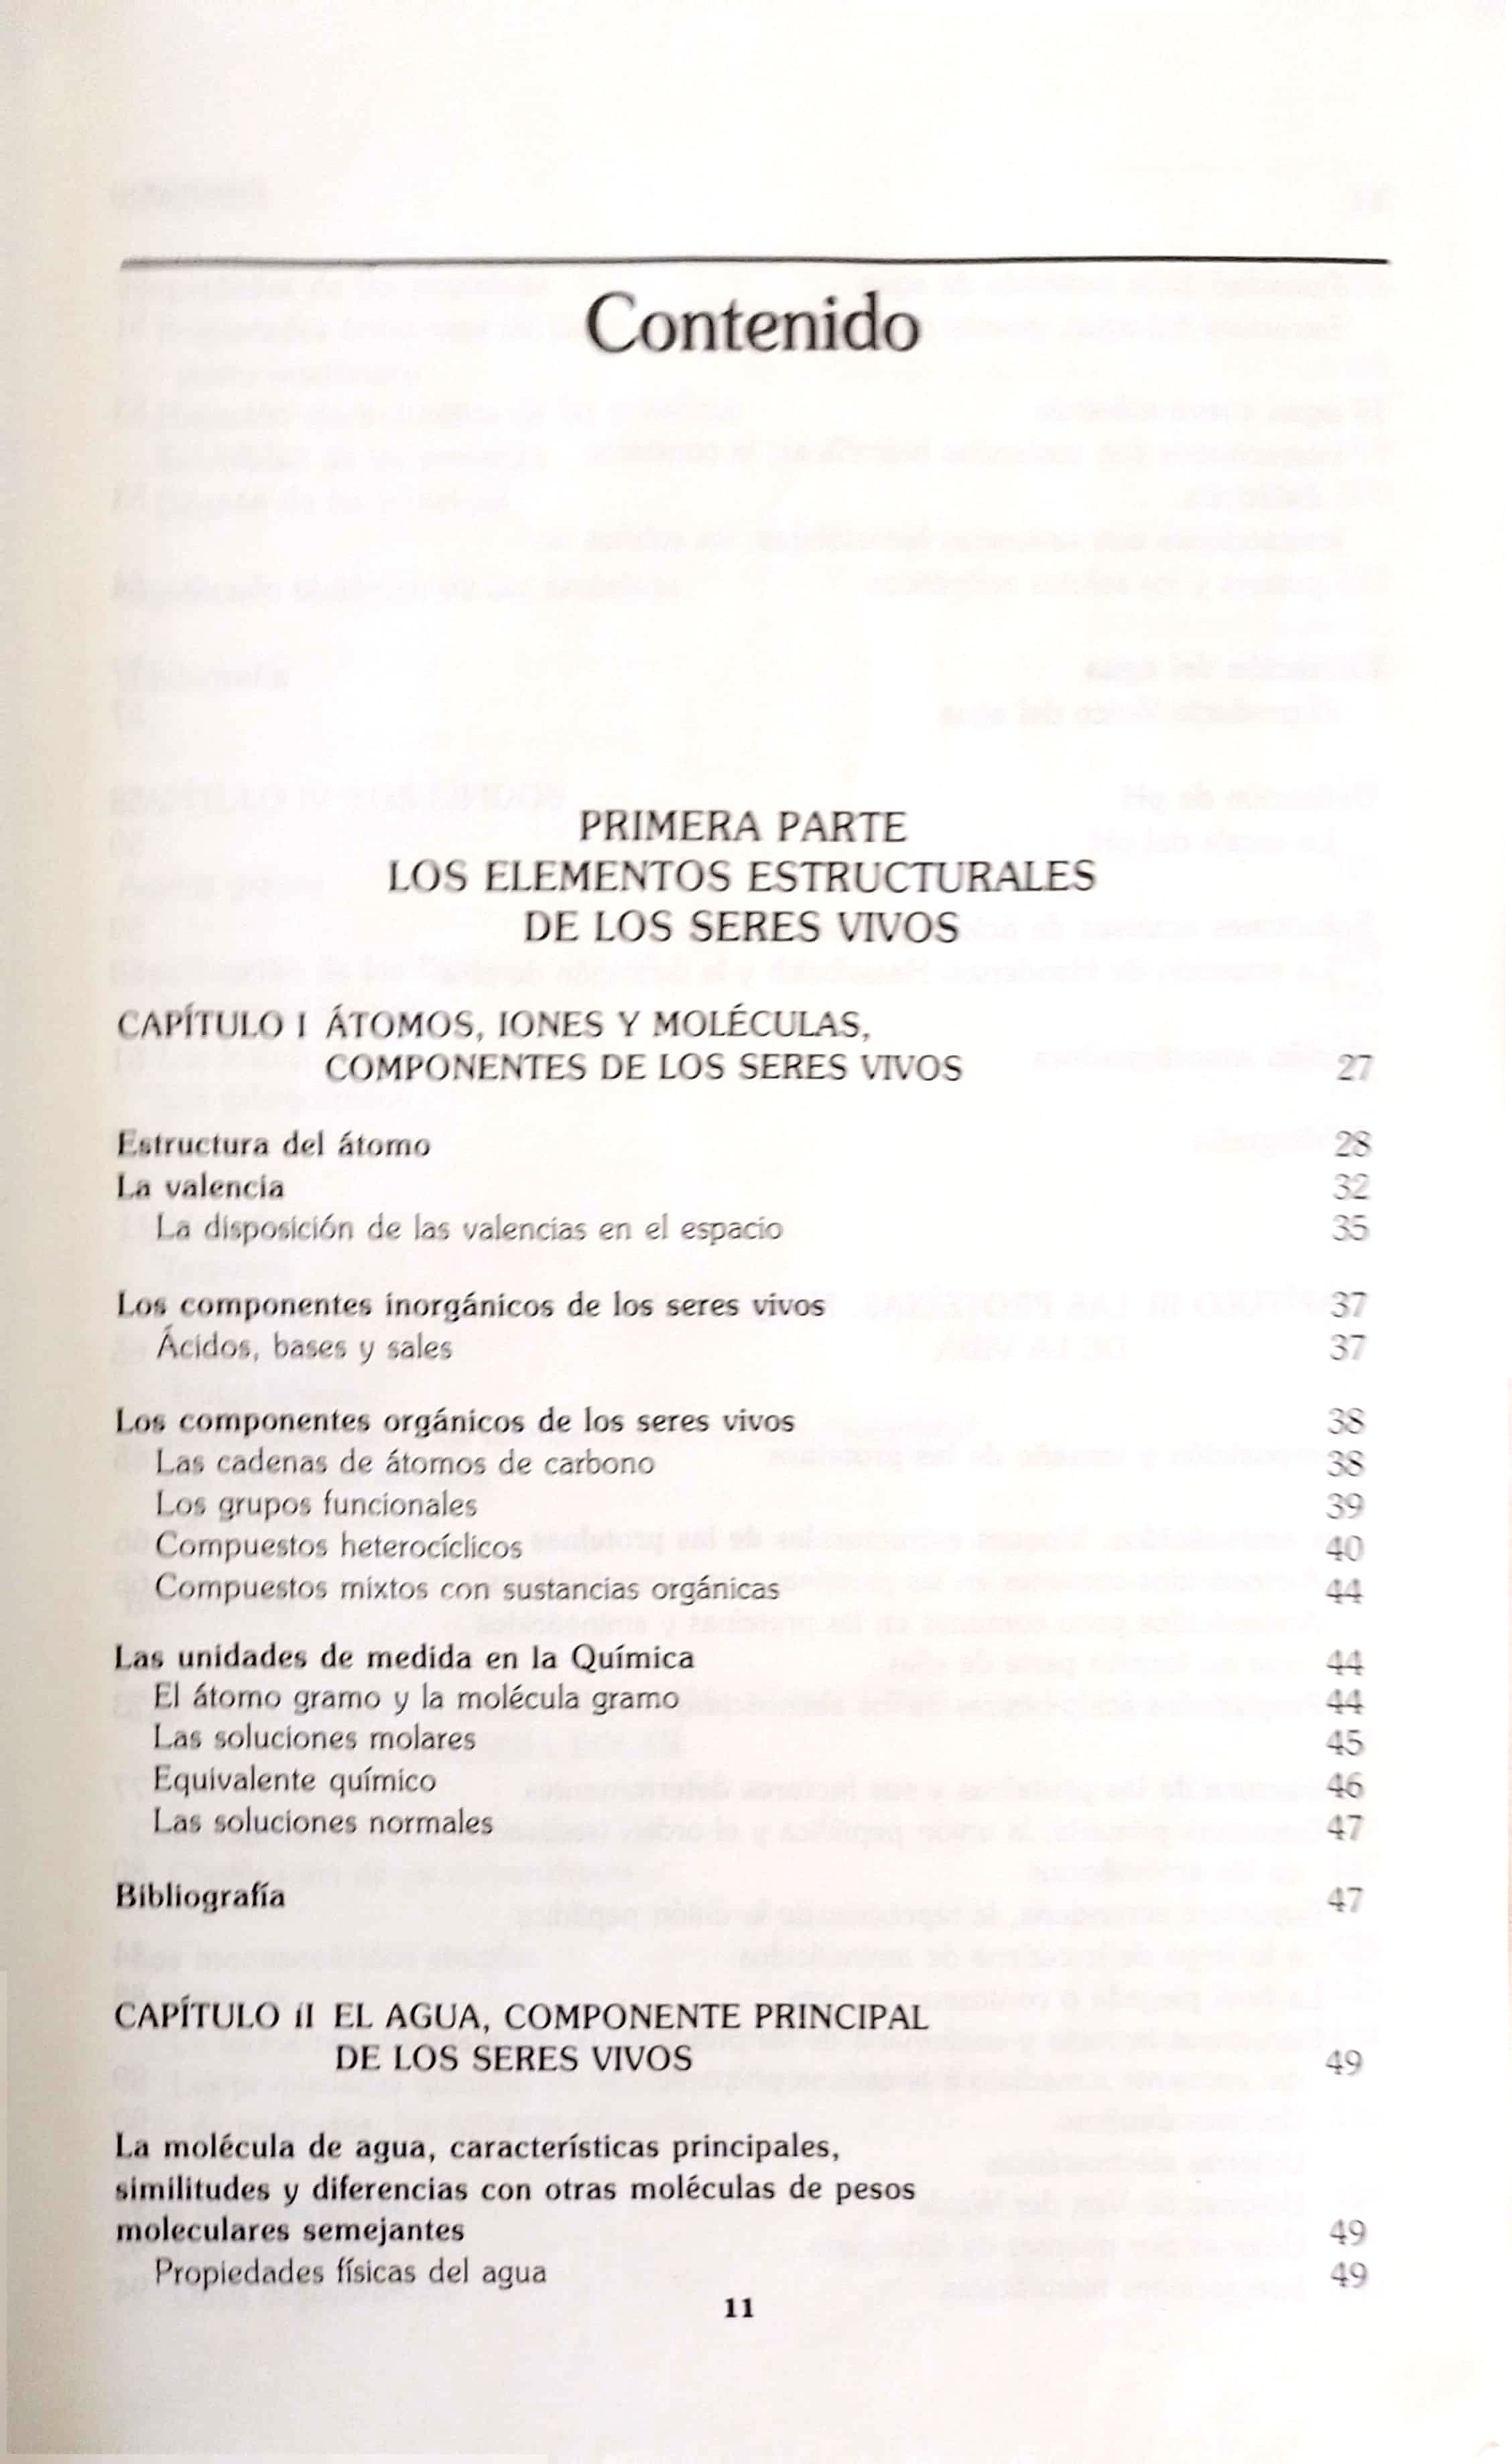 Contenido
PRIMERA PARTE
LOS ELEMENTOS ESTRUCTURALES
DE LOS SERES VIVOS
CAPÍTULO I ÁTOMOS, IONES Y MOLÉCULAS,
COMPONENTES DE LOS SERES VIVOS 27
Estructura del átomo 28
La valencia 32
La disposición de las valencias en el espacio 35
Los componentes inorgánicos de los seres vivos 37
Ácidos, bases y sales 37
Los componentes orgánicos de los seres vivos 38
Las cadenas de átomos de carbono 38
Los grupos funcionales 39
Compuestos heterocíclicos 40
Compuestos mixtos con sustancias orgánicas 44
Las unidades de medida en la Química 44
El átomo gramo y la molécula gramo 44
Las soluciones molares 45
Equivalente químico 46
Las soluciones normales 47
Bibliografía 47
CAPÍTULO II EL AGUA, COMPONENTE PRINCIPAL
DE LOS SERES VIVOS 49
La molécula de agua, características principales,
similitudes y diferencias con otras moléculas de pesos
moleculares semejantes 49
Propiedades físicas del agua 49
11